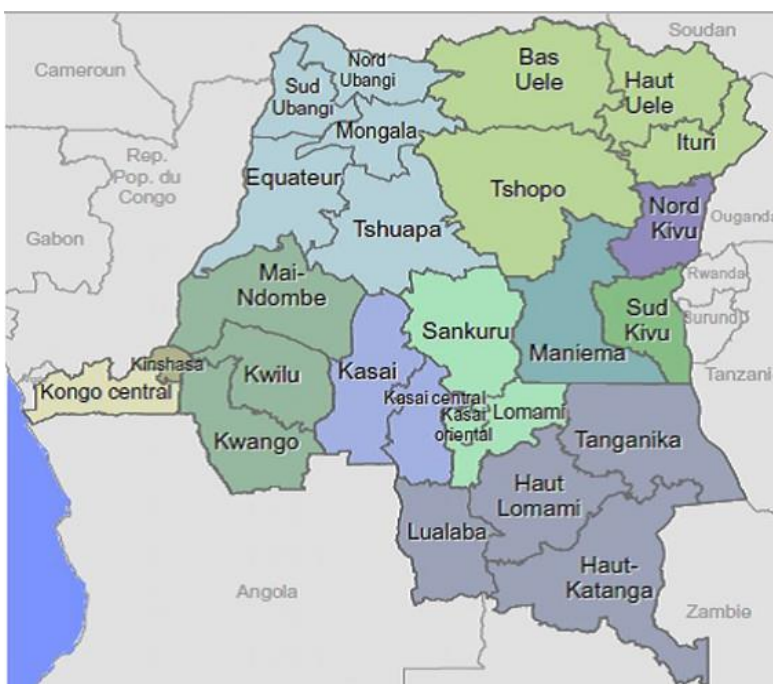 Soudan
Cameroun
Nord
Ubangi
Bas
Uele
Sud
Ubangi
Haut
Uele
Mongala
Ituri
Rep.
Pop. du
Congo
Equateur
Tshopo
Nord
Kivu
Ouganda
Gabon
Tshuapa
Mai-
Ndombe
Rwanda
Sankuru
Sud
Kivu
Burundi
Kinshasa
Kwilu
Kasai
Maniema
Tanzani
Kongo central
Kasai central
Kasai
oriental
Lomami
Kwango
Tanganika
Haut
Lomami
Lualaba
Haut-
Katanga
Angola
Zambie